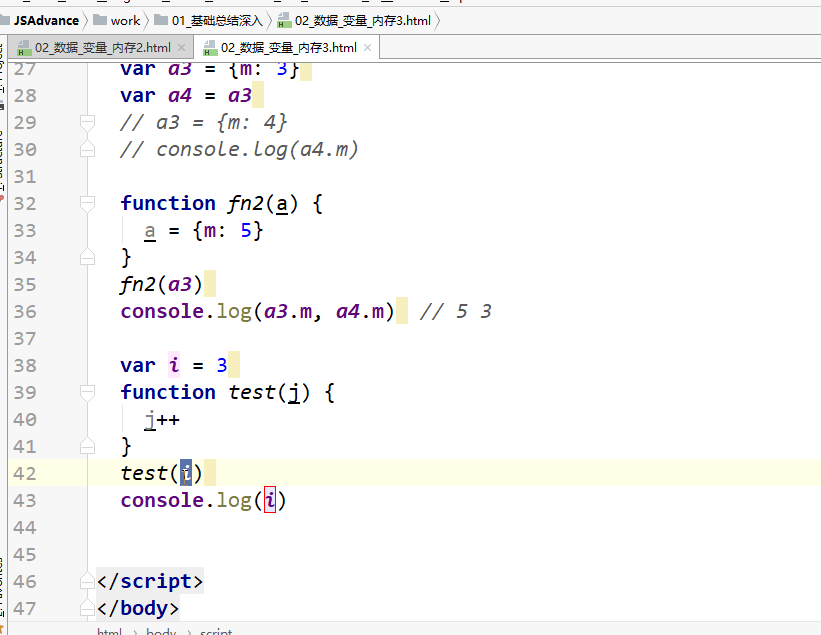 JSAdvance work 01_基础总结深入 02_数据_变量_内存3.html
02_数据_变量_内存2.html 02_数据_变量_内存3.html
27 var a3 = {m: 3}
28 var a4 = a3
29 // a3 = {m: 4}
30 // console.log(a4.m)
31
32 function fn2(a) {
33 a = {m: 5}
34 }
35 fn2(a3)
36 console.log(a3.m, a4.m) // 5 3
37
38 var i = 3
39 function test(j) {
40 j++
41 }
42 test(i)
43 console.log(i)
44
45
46 </script>
47 </body>
html › body › script